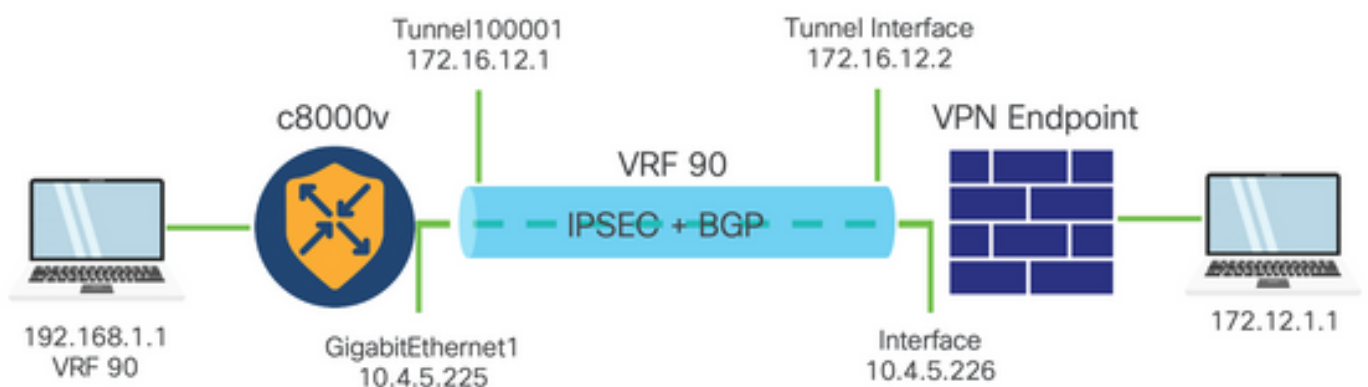 Tunnel100001
172.16.12.1
Tunnel Interface
172.16.12.2
c8000v
VPN Endpoint
VRF 90
IPSEC + BGP
192.168.1.1
VRF 90
GigabitEthernet1
10.4.5.225
Interface
10.4.5.226
172.12.1.1